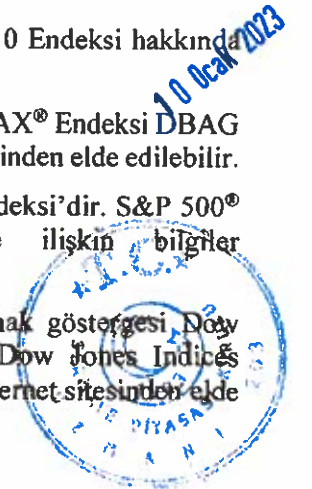 0 Endeksi hakkında
10 Ocak 2023
AX® Endeksi DBAG
inden elde edilebilir.
deksi'dir. S&P 500®
ilişkin bilgiler
nak göstergesi Dow
Dow Jones Indices
ernet sitesinden elde
T.C.